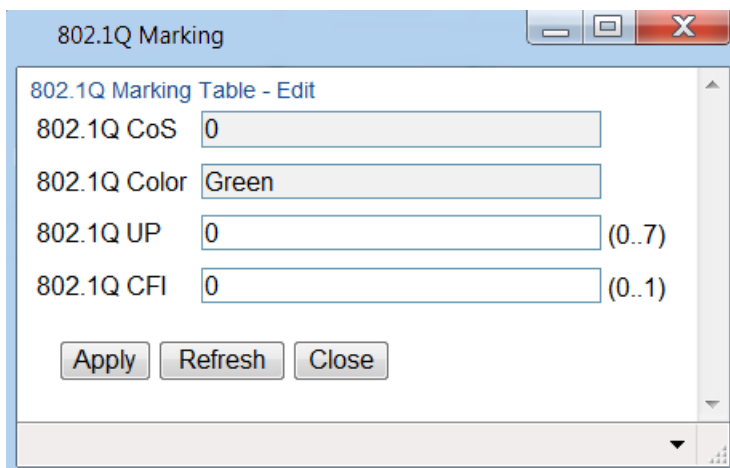 802.1Q Marking
802.1Q Marking Table - Edit
802.1Q CoS 0
802.1Q Color Green
802.1Q UP 0 (0..7)
802.1Q CFI 0 (0..1)
Apply Refresh Close